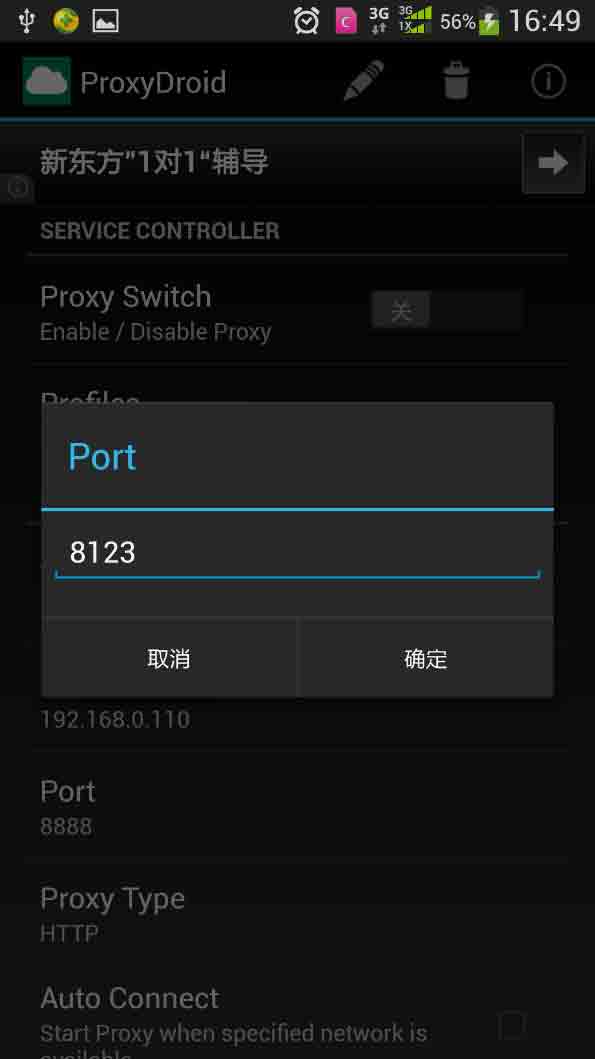 3G
3G
1X
56%
16:49
ProxyDroid
新东方"1对1"辅导
SERVICE CONTROLLER
Proxy Switch
关
Enable / Disable Proxy
Profiles
Port
8123
取消
确定
192.168.0.110
Port
8888
Proxy Type
HTTP
Auto Connect
Start Proxy when specified network is
available